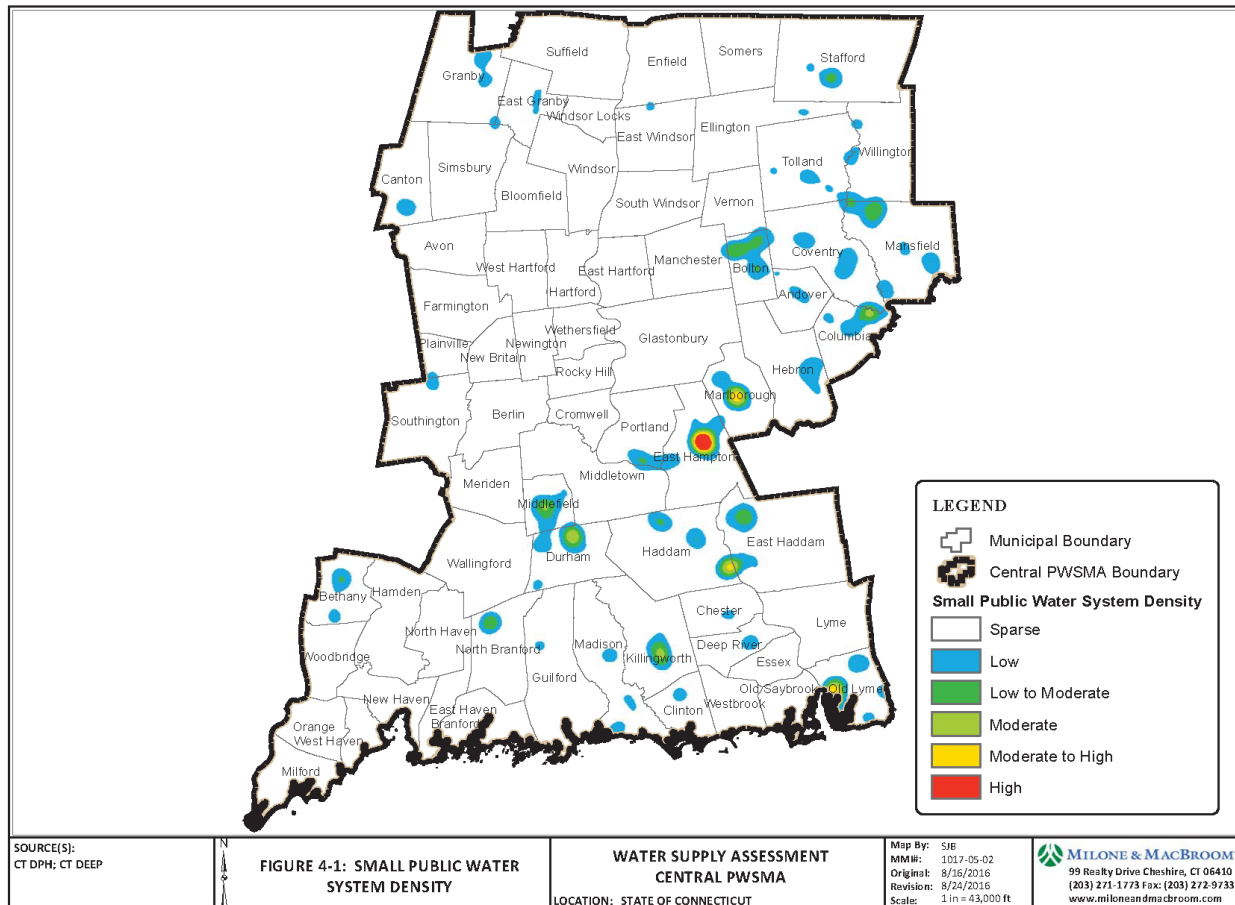 Suffield
Enfield
Somers
Stafford
Granby
East Granby
Windsor Locks
East Windsor
Ellington
Tolland
Willington
Simsbury
Windsor
Canton
Bloomfield
South Windsor
Vernon
Avon
West Hartford
East Hartford
Manchester
Bolton
Coventry
Mansfield
Hartford
Andover
Farmington
Wethersfield
Glastonbury
Columbia
Plainville
Newington
New Britain
Rocky Hill
Hebron
Marlborough
Southington
Berlin
Cromwell
Portland
East Hampton
Middletown
Meriden
Middlefield
East Haddam
Haddam
Durham
Wallingford
Bethany
Hamden
Chester
Lyme
North Haven
North Branford
Madison
Killingworth
Deep River
Woodbridge
Essex
Guilford
New Haven
Old Saybrook
Old Lyme
East Haven
Branford
Clinton
Westbrook
Orange
West Haven
Milford
LEGEND
Municipal Boundary
Central PWSMA Boundary
Small Public Water System Density
Sparse
Low
Low to Moderate
Moderate
Moderate to High
High
SOURCE(S):
CT DPH; CT DEEP
N
FIGURE 4-1: SMALL PUBLIC WATER
SYSTEM DENSITY
WATER SUPPLY ASSESSMENT
CENTRAL PWSMA
LOCATION: STATE OF CONNECTICUT
Map By: SJB
MM#: 1017-05-02
Original: 8/16/2016
Revision: 8/24/2016
Scale: 1 in = 43,000 ft
MILONE & MACBROOM
99 Realty Drive Cheshire, CT 06410
(203) 271-1773 Fax: (203) 272-9733
www.miloneandmacbroom.com